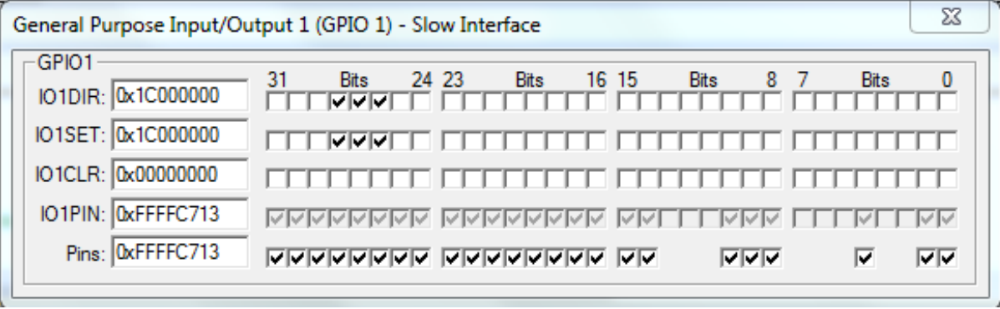 General Purpose Input/Output 1 (GPIO 1) - Slow Interface
GPIO1
31 Bits 24 23 Bits 16 15 Bits 8 7 Bits 0
IO1DIR: 0x1C000000
IO1SET: 0x1C000000
IO1CLR: 0x00000000
IO1PIN: 0xFFFFC713
Pins: 0xFFFFC713